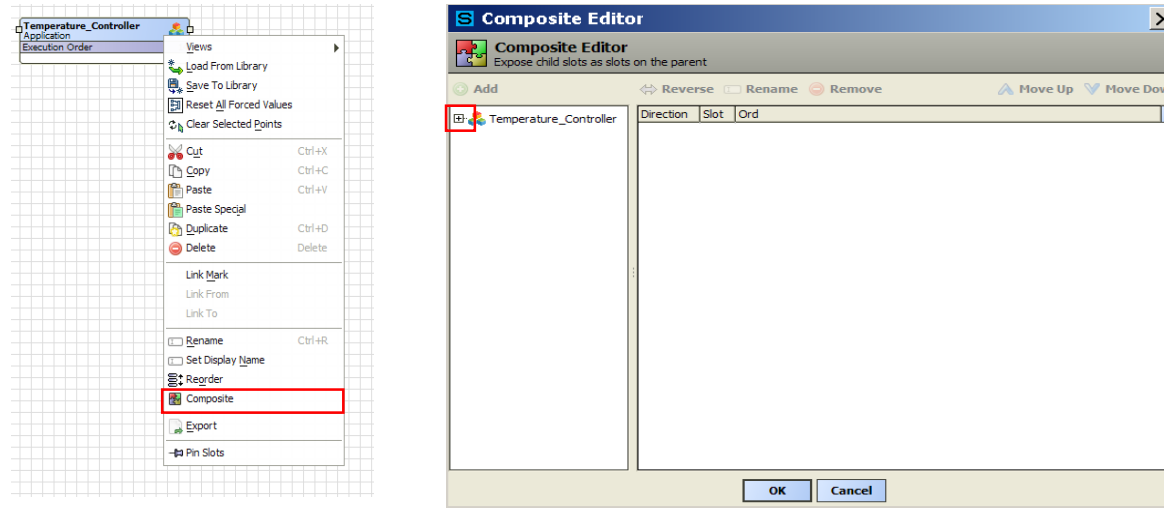 Temperature_Controller
Application
Execution Order
Views
Load From Library
Save To Library
Reset All Forced Values
Clear Selected Points
Cut Ctrl+X
Copy Ctrl+C
Paste Ctrl+V
Paste Special
Duplicate Ctrl+D
Delete Delete
Link Mark
Link From
Link To
Rename Ctrl+R
Set Display Name
Reorder
Composite
Export
Pin Slots
Composite Editor
Composite Editor
Expose child slots as slots on the parent
Add Reverse Rename Remove Move Up Move Dow
Temperature_Controller
Direction Slot Ord
OK Cancel